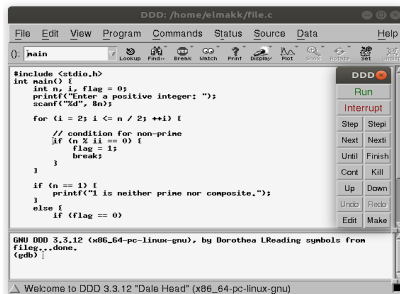 DDD: /home/elmakk/file.c
File Edit View Program Commands Status Source Data Help
(): main
Lookup Find» Break Watch Print Display Plot Show Rotate Set Undisp
#include <stdio.h>
int main() {
int n, i, flag = 0;
printf("Enter a positive integer: ");
scanf("%d", &n);
for (i = 2; i <= n / 2; ++i) {
// condition for non-prime
if (n % ii == 0) {
flag = 1;
break;
}
}
if (n == 1) {
printf("1 is neither prime nor composite.");
}
else {
if (flag == 0)
DDD
Run
Interrupt
Step Stepi
Next Nexti
Until Finish
Cont Kill
Up Down
Undo Redo
Edit Make
GNU DDD 3.3.12 (x86_64-pc-linux-gnu), by Dorothea LReading symbols from
fileg...done.
(gdb)
Welcome to DDD 3.3.12 "Dale Head" (x86_64-pc-linux-gnu)